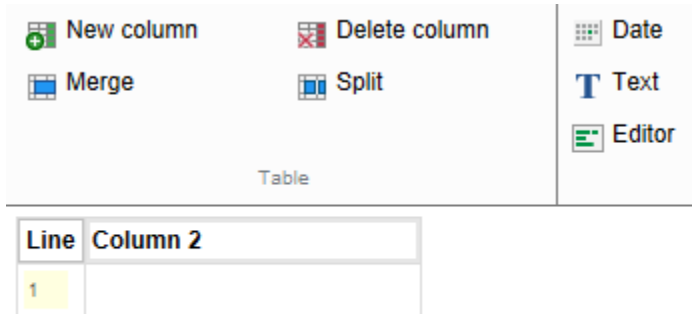 New column Delete column Date
Merge Split Text
Editor
Table
Line Column 2
1